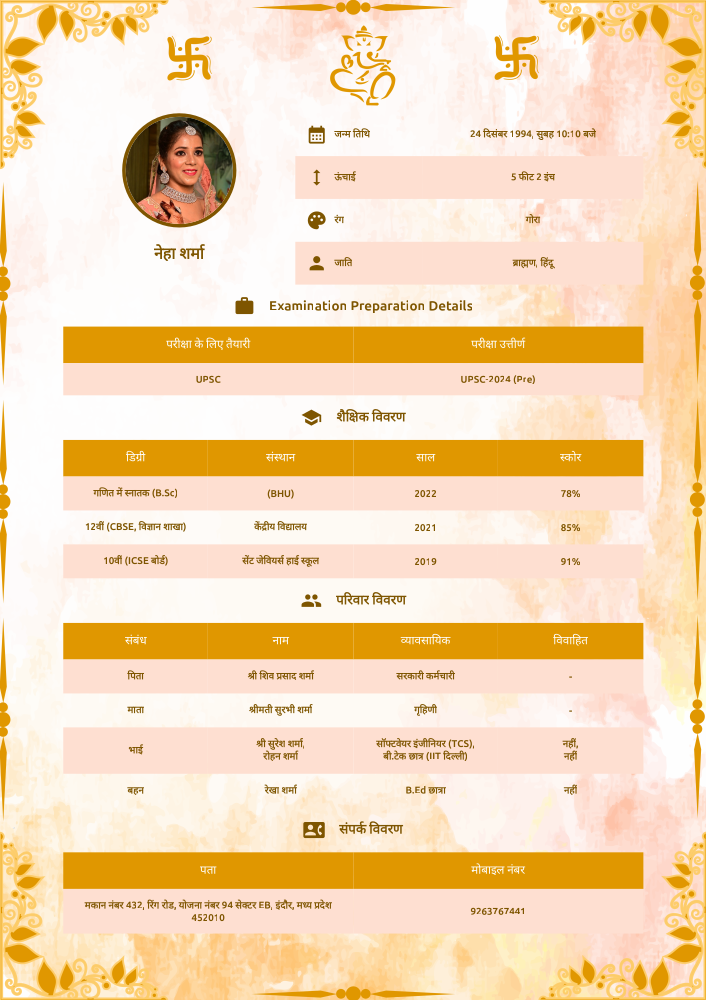 जन्म तिथि 24 दिसंबर 1994, सुबह 10:10 बजे
ऊंचाई 5 फीट 2 इंच
रंग गोरा
जाति ब्राह्मण, हिंदू
नेहा शर्मा
Examination Preparation Details
परीक्षा के लिए तैयारी परीक्षा उत्तीर्ण
UPSC UPSC-2024 (Pre)
शैक्षिक विवरण
डिग्री संस्थान साल स्कोर
गणित में स्नातक (B.Sc) (BHU) 2022 78%
12वीं (CBSE, विज्ञान शाखा) केंद्रीय विद्यालय 2021 85%
10वीं (ICSE बोर्ड) सेंट जेवियर्स हाई स्कूल 2019 91%
परिवार विवरण
संबंध नाम व्यावसायिक विवाहित
पिता श्री शिव प्रसाद शर्मा सरकारी कर्मचारी -
माता श्रीमती सुरभी शर्मा गृहिणी -
भाई श्री सुरेश शर्मा, सॉफ्टवेयर इंजीनियर (TCS), नहीं,
रोहन शर्मा बी.टेक छात्र (IIT दिल्ली) नहीं
बहन रेखा शर्मा B.Ed छात्रा नहीं
संपर्क विवरण
पता मोबाइल नंबर
मकान नंबर 432, रिंग रोड, योजना नंबर 94 सेक्टर EB, इंदौर, मध्य प्रदेश
452010 9263767441